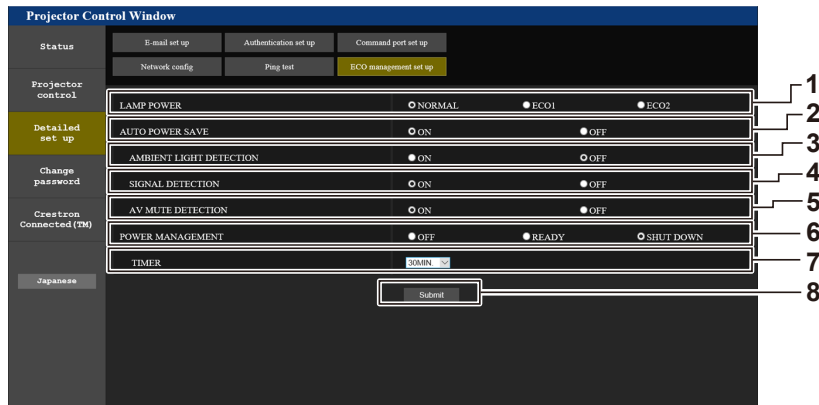 Projector Control Window
Status
E-mail set up
Authentication set up
Command port set up
Network config
Ping test
ECO management set up
Projector
control
Detailed
set up
Change
password
Crestron
Connected(TM)
Japanese
LAMP POWER NORMAL ECO1 ECO2 1
AUTO POWER SAVE ON OFF 2
AMBIENT LIGHT DETECTION ON OFF 3
SIGNAL DETECTION ON OFF 4
AV MUTE DETECTION ON OFF 5
POWER MANAGEMENT OFF READY SHUT DOWN 6
TIMER 30MIN. 7
Submit 8